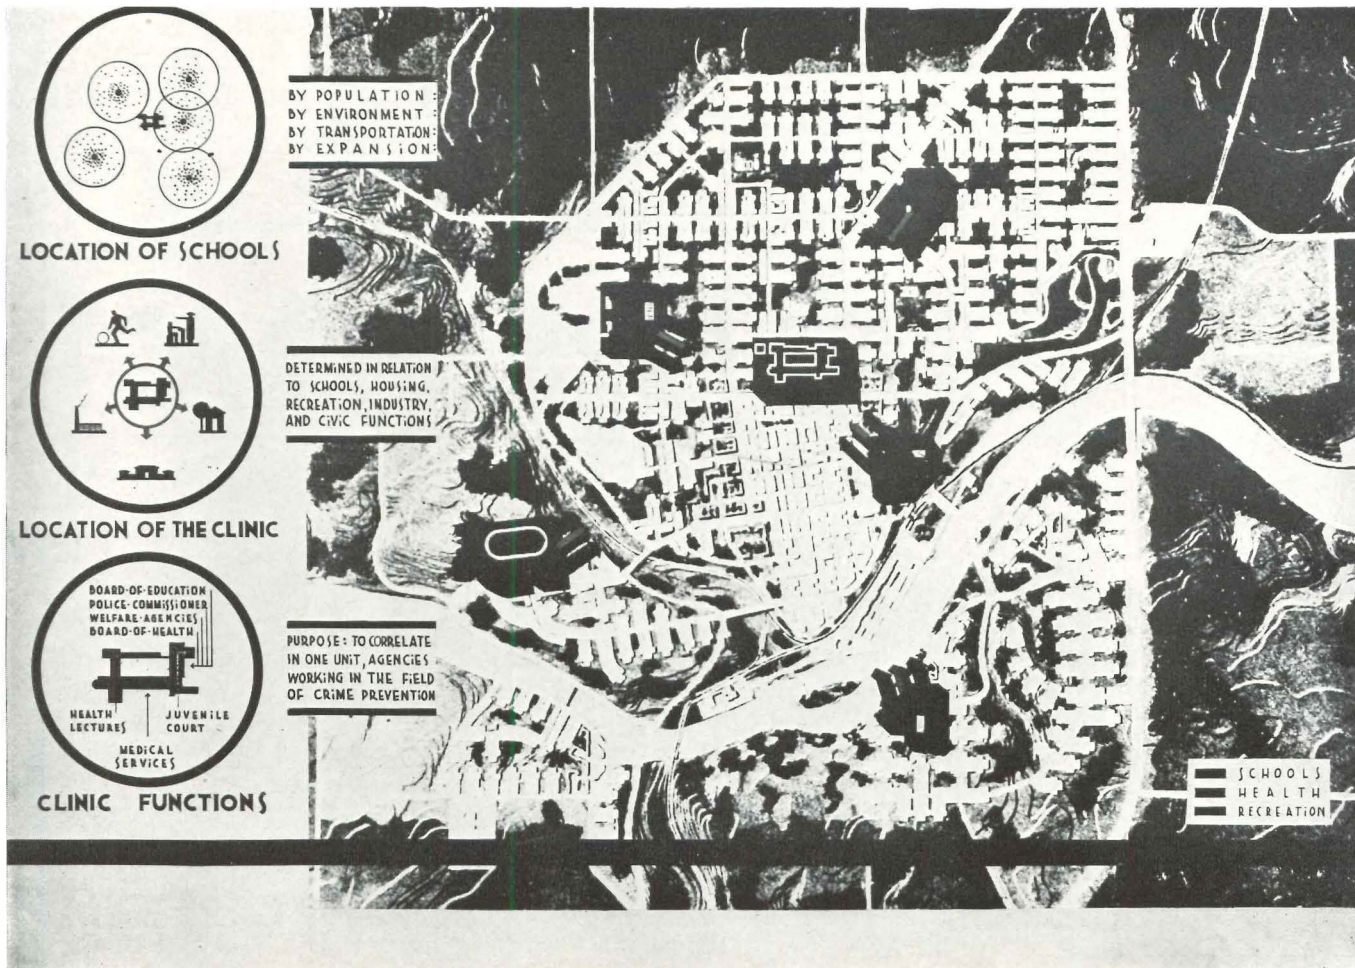 BY POPULATION:
BY ENVIRONMENT:
BY TRANSPORTATION:
BY EXPANSION:
LOCATION OF SCHOOLS
DETERMINED IN RELATION
TO SCHOOLS, HOUSING,
RECREATION, INDUSTRY,
AND CIVIC FUNCTIONS
LOCATION OF THE CLINIC
BOARD-OF-EDUCATION
POLICE-COMMISSIONER
WELFARE-AGENCIES
BOARD-OF-HEALTH
HEALTH
LECTURES
JUVENILE
COURT
MEDICAL
SERVICES
PURPOSE: TO CORRELATE
IN ONE UNIT, AGENCIES
WORKING IN THE FIELD
OF CRIME PREVENTION
CLINIC FUNCTIONS
SCHOOLS
HEALTH
RECREATION